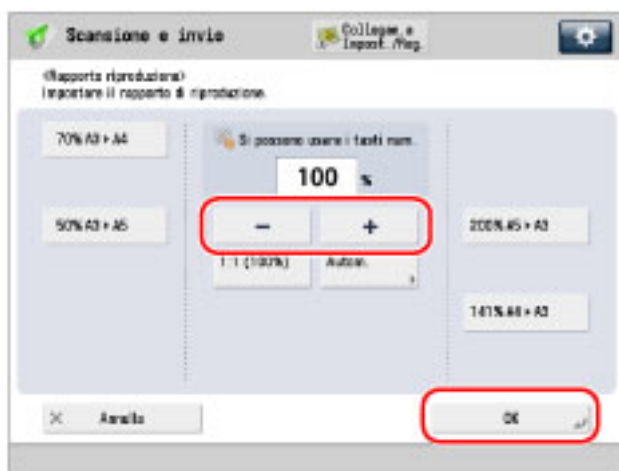 Scansione e invio
Collegam. a
Impost./Reg.
<Rapporto riproduzione>
Impostare il rapporto di riproduzione.
70% A3 ► A4
Si possono usare i tasti num.
100 %
50% A3 ► A5
− +
200% A5 ► A3
1:1 (100%) Autom.
141% A4 ► A3
× Annulla
OK